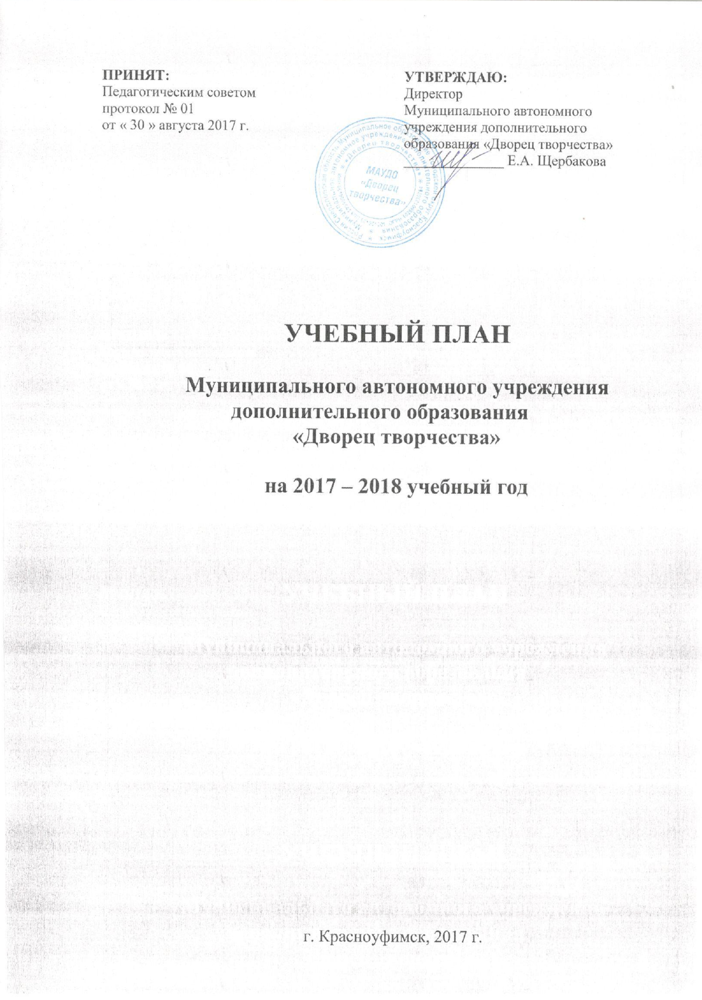 ПРИНЯТ:
Педагогическим советом
протокол № 01
от « 30 » августа 2017 г.
УТВЕРЖДАЮ:
Директор
Муниципального автономного
учреждения дополнительного
образования «Дворец творчества»
Е.А. Щербакова
МАУДО
«Дворец
творчества»
УЧЕБНЫЙ ПЛАН
Муниципального автономного учреждения
дополнительного образования
«Дворец творчества»
на 2017 – 2018 учебный год
г. Красноуфимск, 2017 г.